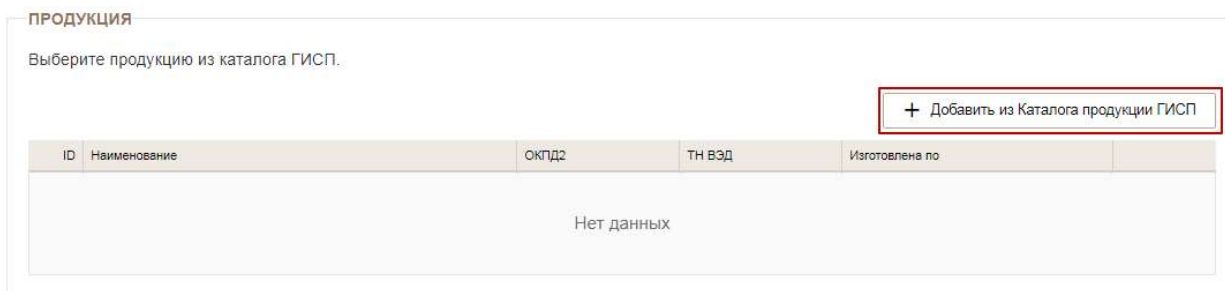 ПРОДУКЦИЯ
Выберите продукцию из каталога ГИСП.
+ Добавить из Каталога продукции ГИСП
ID Наименование ОКПД2 ТН ВЭД Изготовлена по
Нет данных